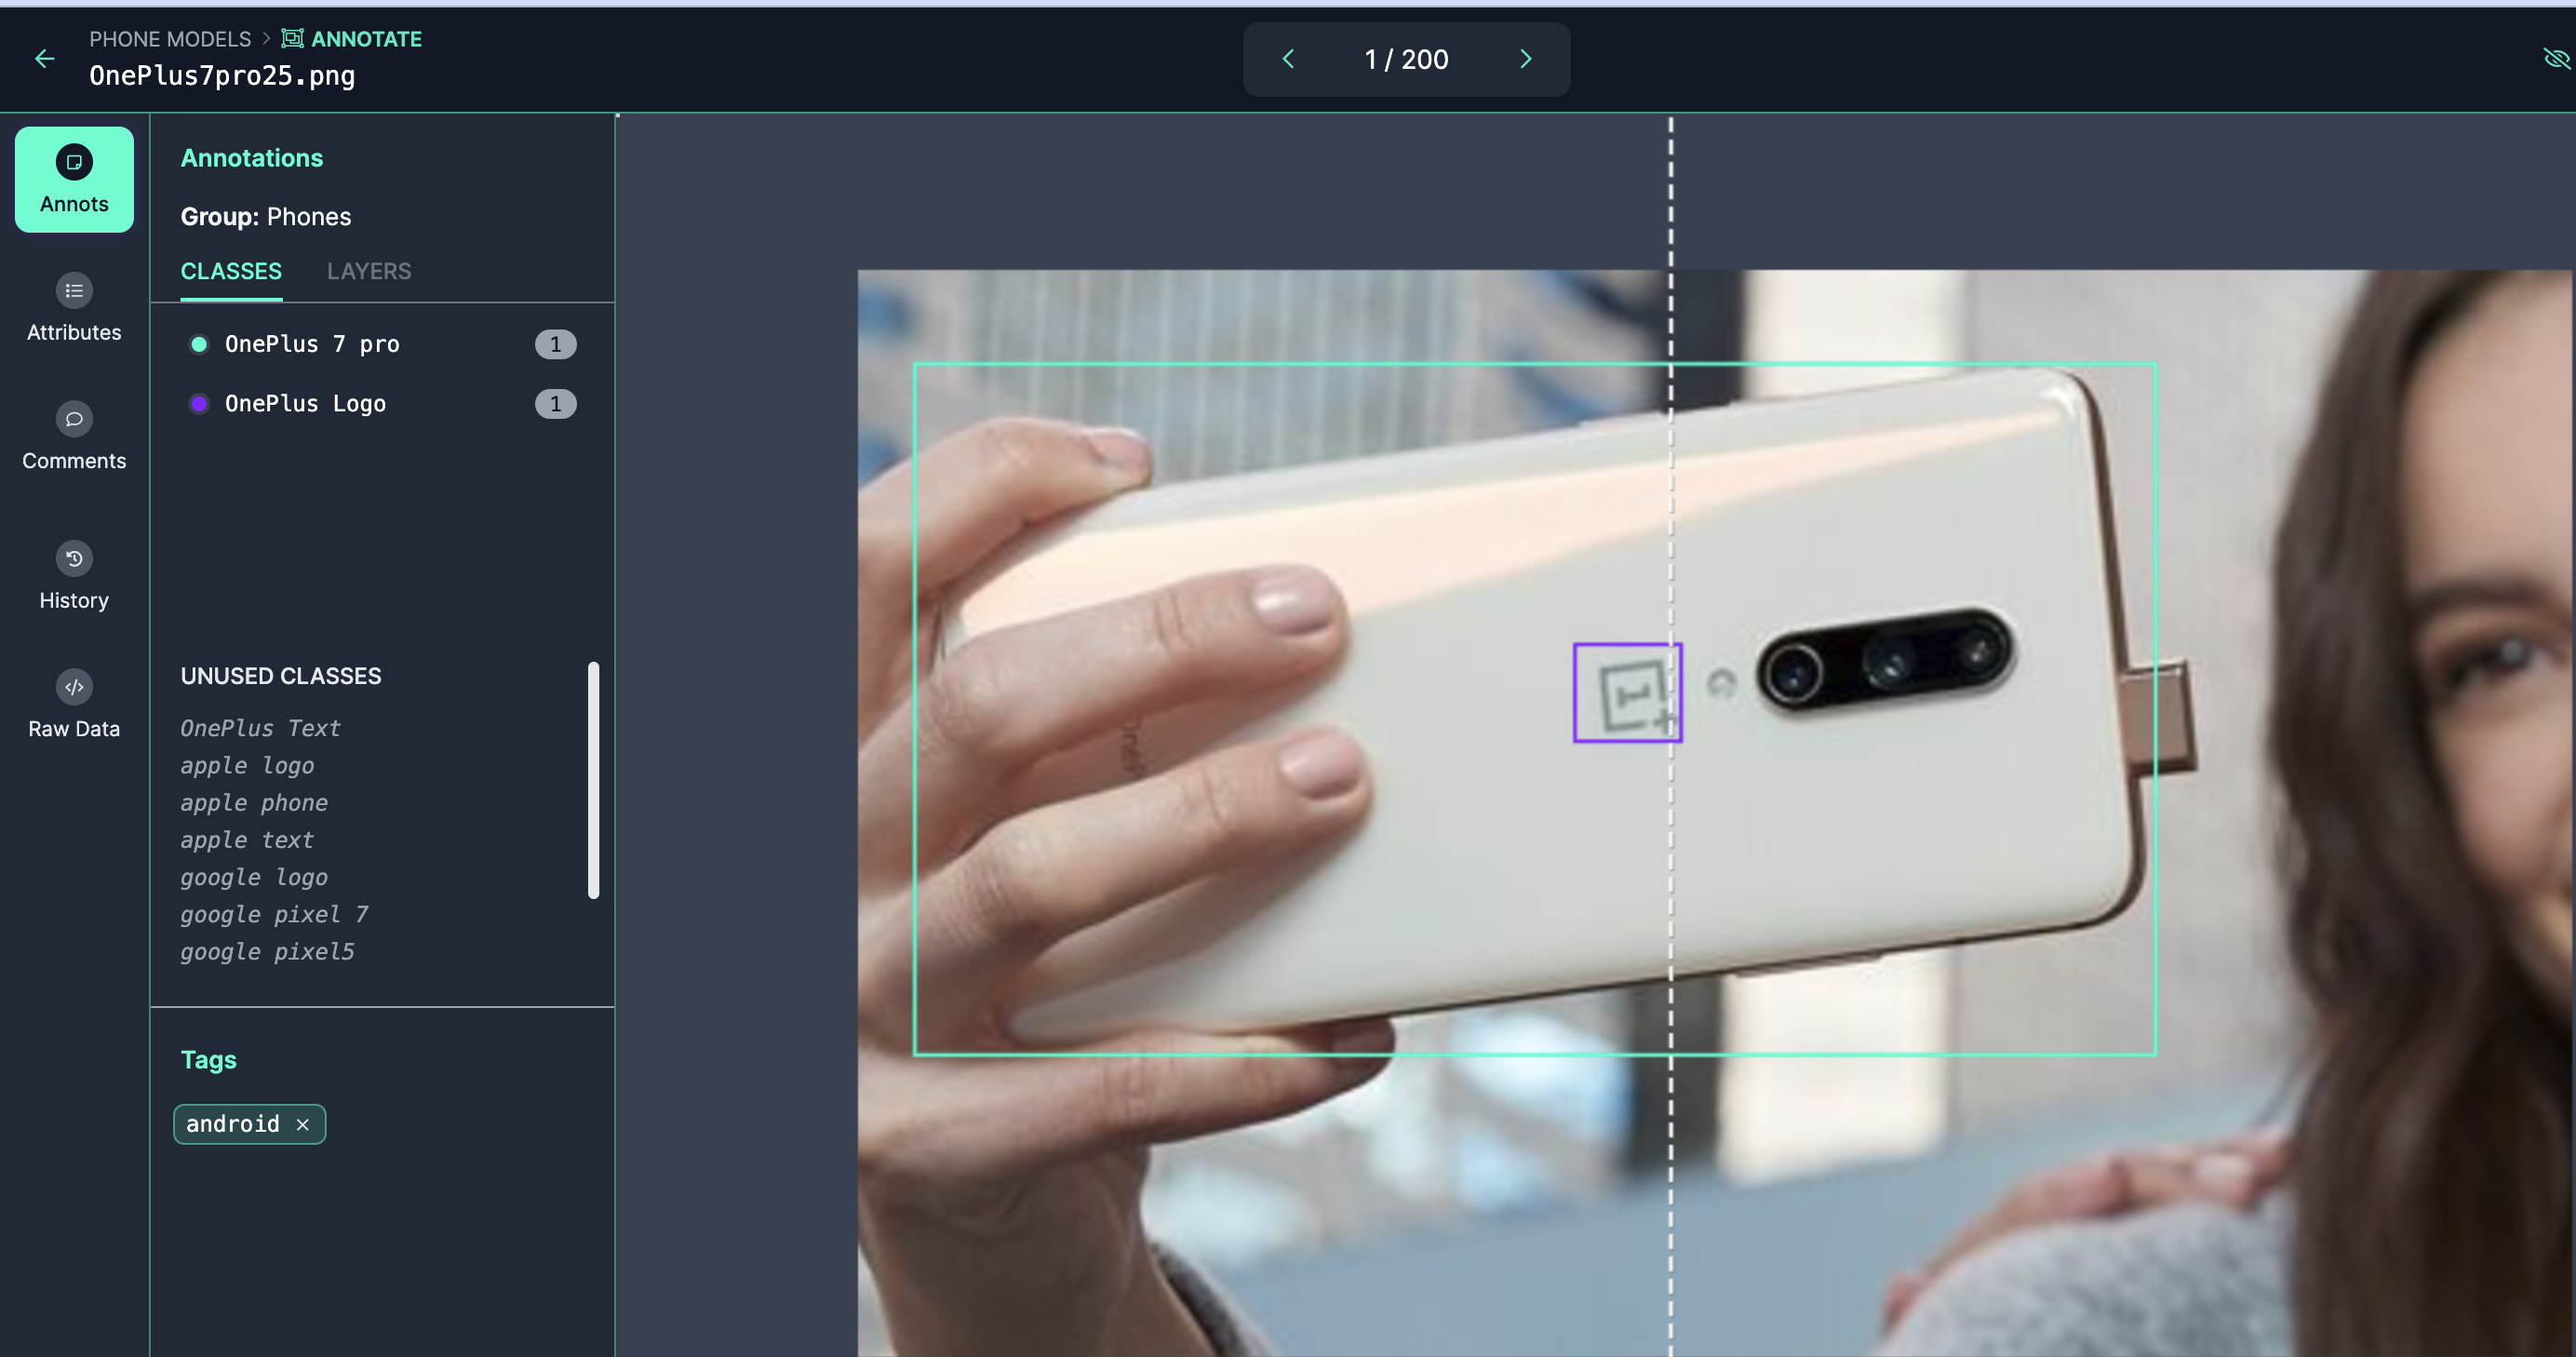 PHONE MODELS > ANNOTATE
OnePlus7pro25.png
1 / 200
Annots
Attributes
Comments
History
Raw Data
Annotations
Group: Phones
CLASSES LAYERS
OnePlus 7 pro 1
OnePlus Logo 1
UNUSED CLASSES
OnePlus Text
apple logo
apple phone
apple text
google logo
google pixel 7
google pixel5
Tags
android ×
1+